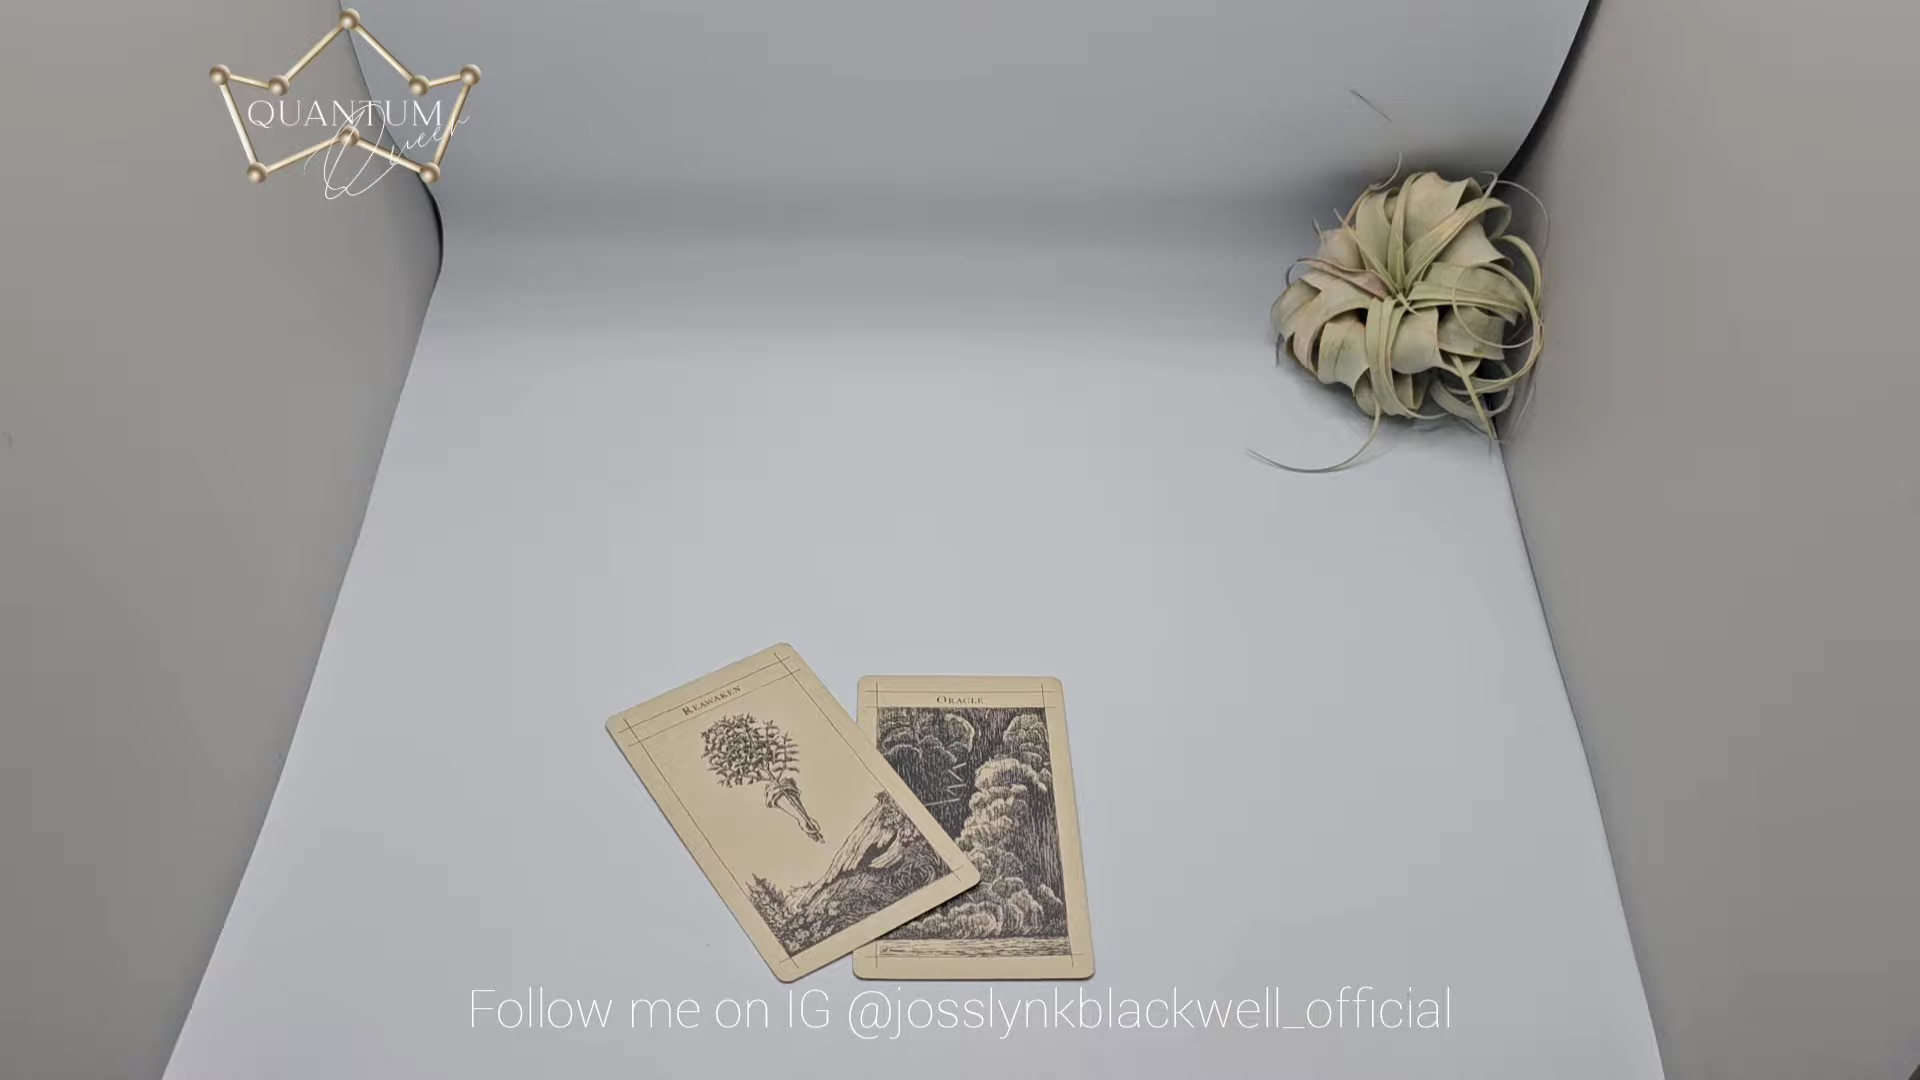 QUANTUM
Queen
REAWAKEN
ORACLE
Follow me on IG @josslynkblackwell_official